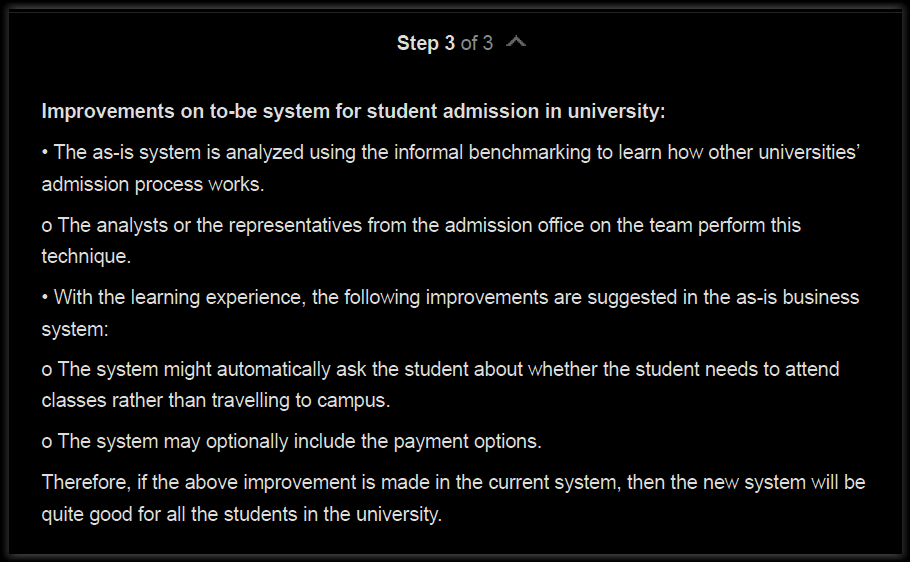 Step 3 of 3
Improvements on to-be system for student admission in university:
• The as-is system is analyzed using the informal benchmarking to learn how other universities’
admission process works.
o The analysts or the representatives from the admission office on the team perform this
technique.
• With the learning experience, the following improvements are suggested in the as-is business
system:
o The system might automatically ask the student about whether the student needs to attend
classes rather than travelling to campus.
o The system may optionally include the payment options.
Therefore, if the above improvement is made in the current system, then the new system will be
quite good for all the students in the university.